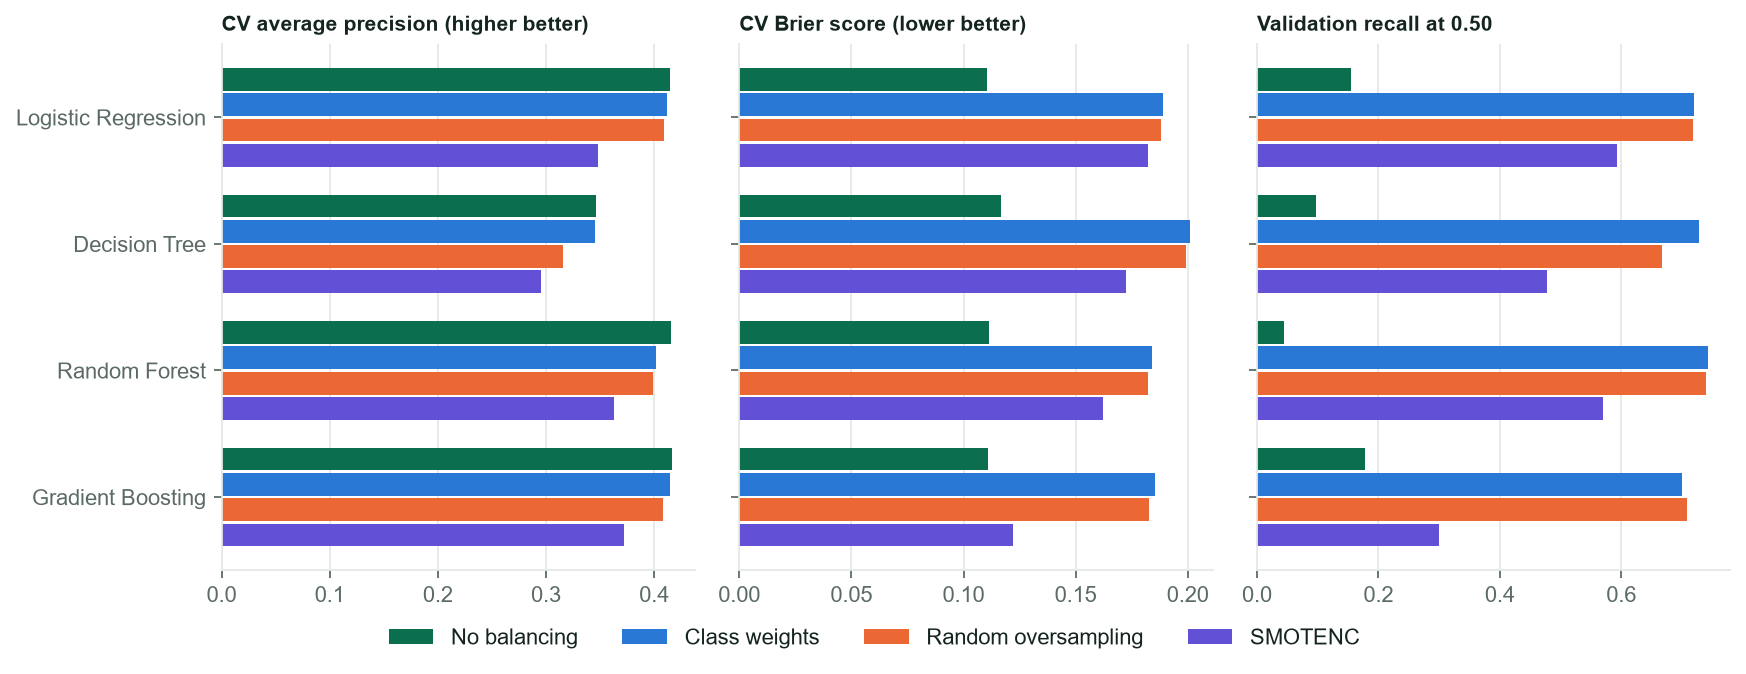 CV average precision (higher better)
CV Brier score (lower better)
Validation recall at 0.50
Logistic Regression
Decision Tree
Random Forest
Gradient Boosting
0.0 0.1 0.2 0.3 0.4
0.00 0.05 0.10 0.15 0.20
0.0 0.2 0.4 0.6
No balancing Class weights Random oversampling SMOTENC